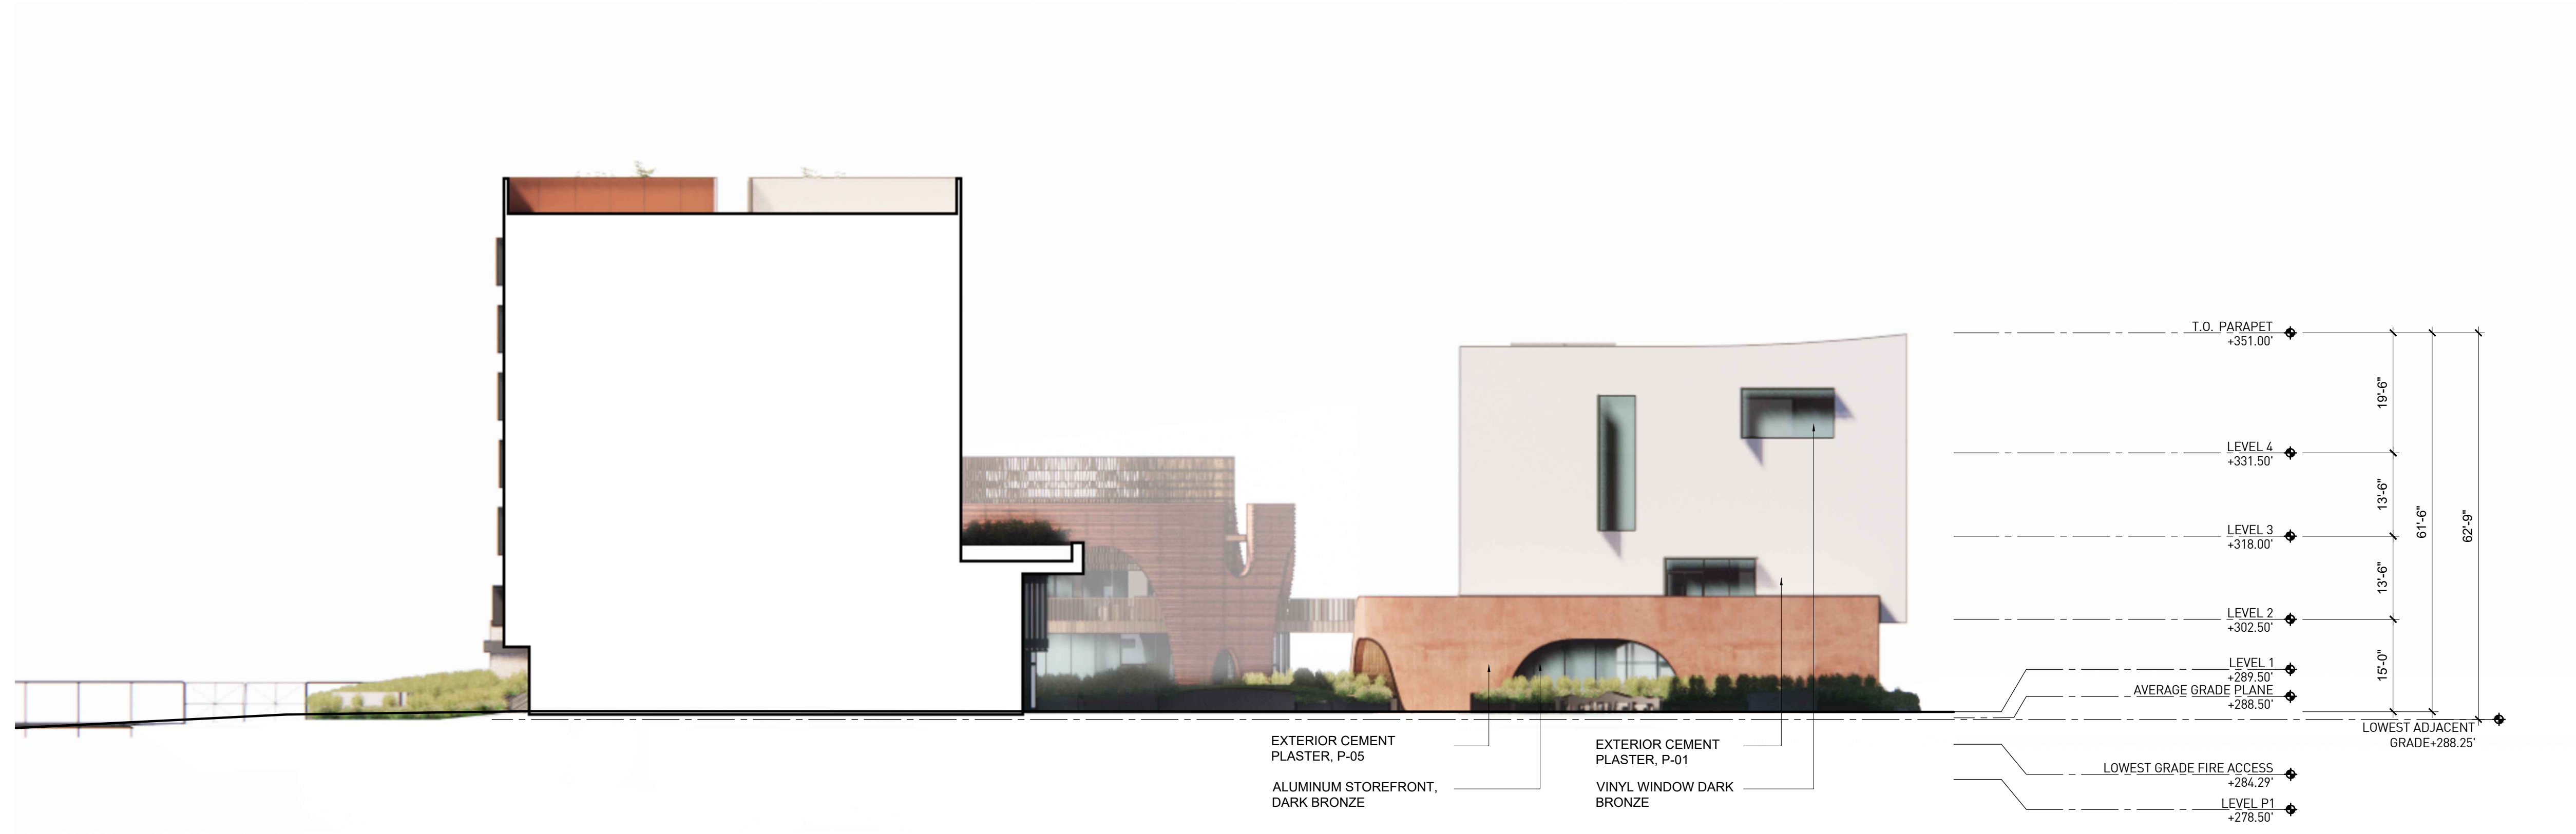 T.O. PARAPET
+351.00'
19'-6"
LEVEL 4
+331.50'
13'-6"
LEVEL 3
+318.00'
13'-6"
61'-6"
62'-9"
LEVEL 2
+302.50'
15'-0"
LEVEL 1
+289.50'
AVERAGE GRADE PLANE
+288.50'
LOWEST ADJACENT
GRADE+288.25'
LOWEST GRADE FIRE ACCESS
+284.29'
LEVEL P1
+278.50'
EXTERIOR CEMENT
PLASTER, P-05
ALUMINUM STOREFRONT,
DARK BRONZE
EXTERIOR CEMENT
PLASTER, P-01
VINYL WINDOW DARK
BRONZE